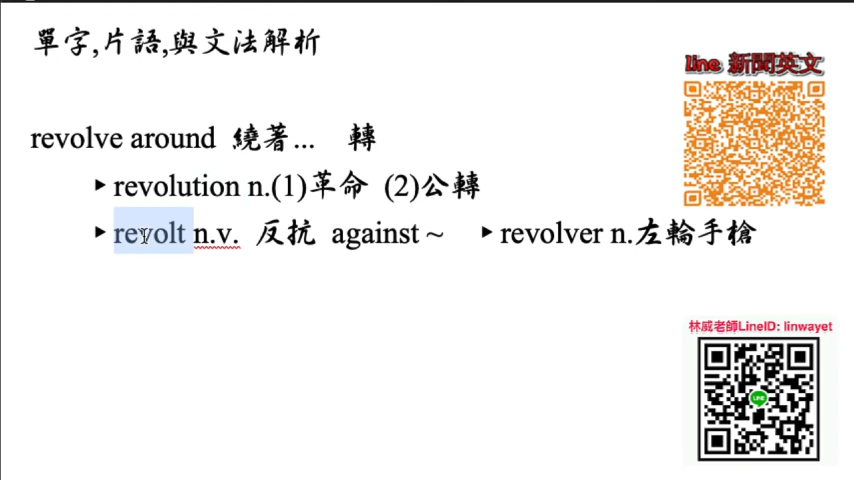 單字,片語,與文法解析
line 新聞英文
revolve around 繞著... 轉
▸ revolution n.(1)革命 (2)公轉
▸ revolt n.v. 反抗 against ~ ▸ revolver n.左輪手槍
林威老師LineID: linwayet
LINE